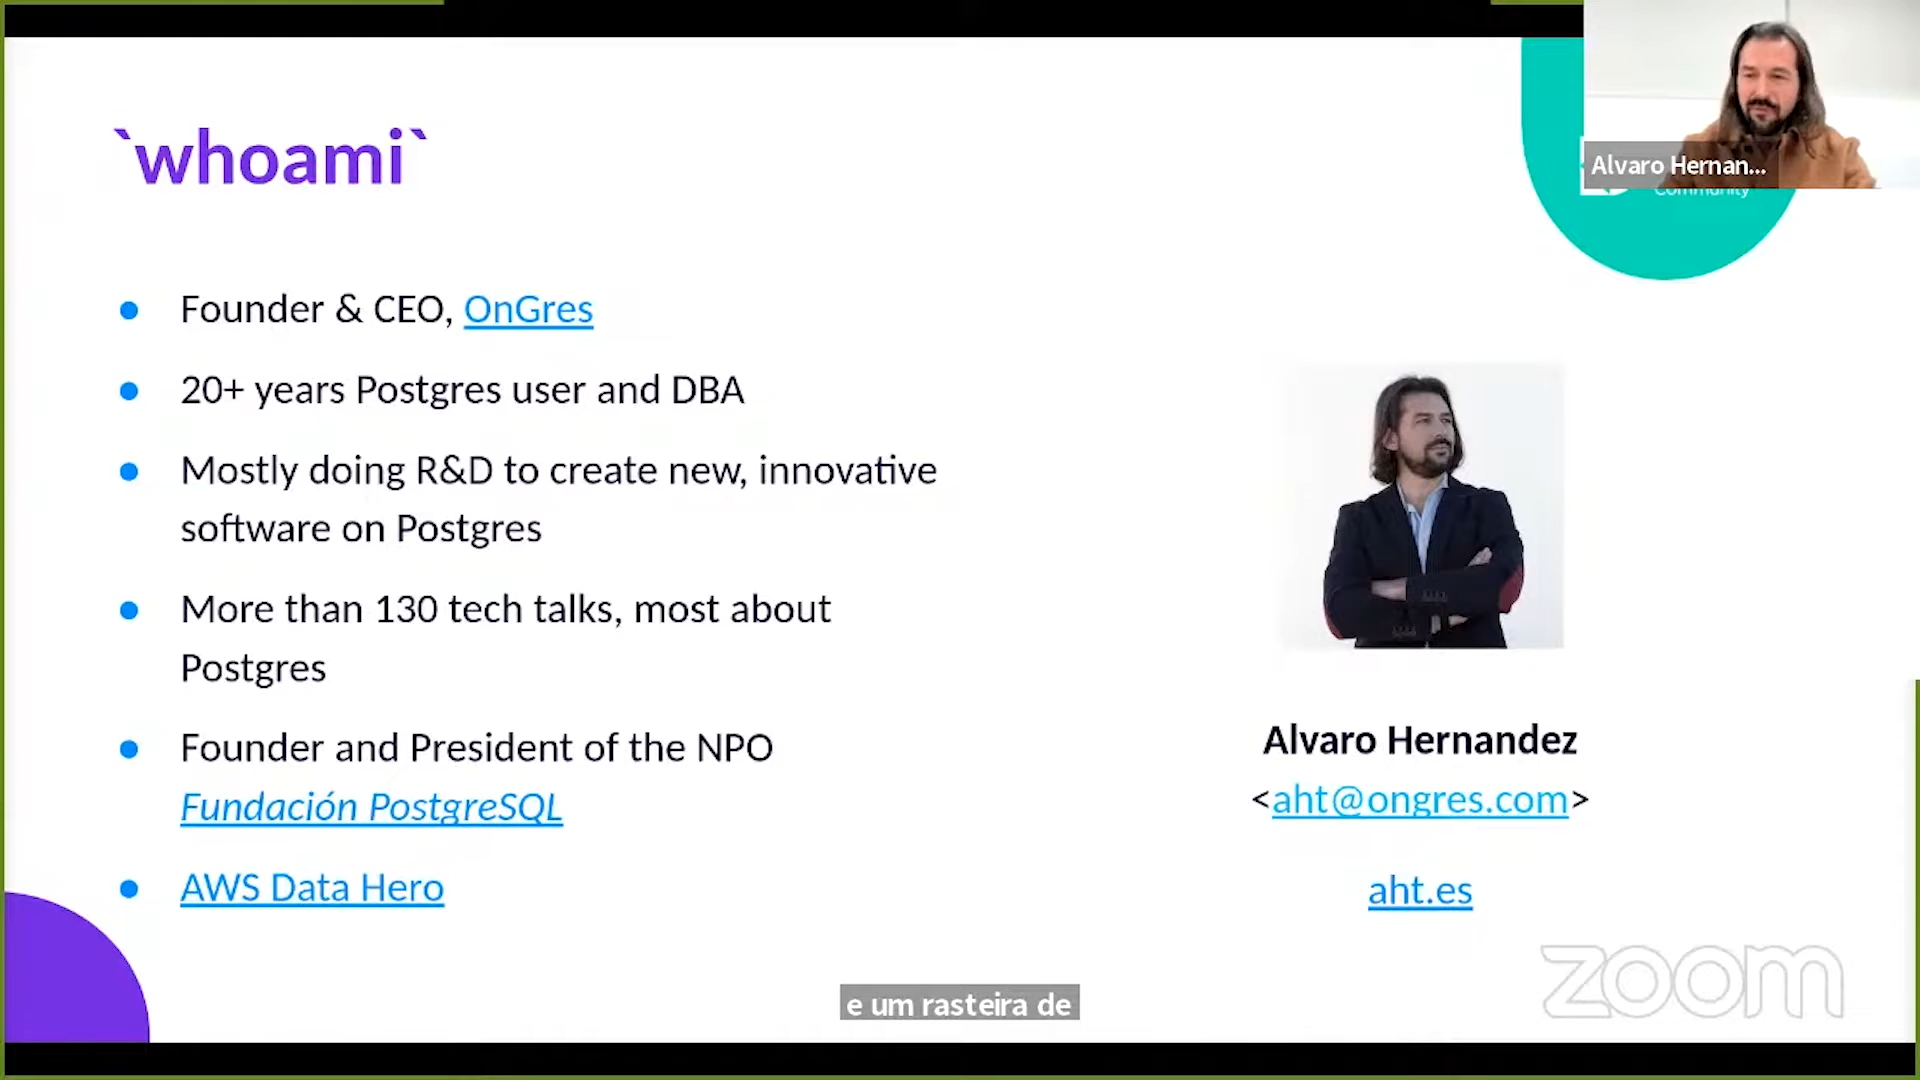 `whoami`
Alvaro Hernan...
Community
Founder & CEO, OnGres
20+ years Postgres user and DBA
Mostly doing R&D to create new, innovative
software on Postgres
More than 130 tech talks, most about
Postgres
Founder and President of the NPO
Fundación PostgreSQL
AWS Data Hero
Alvaro Hernandez
<aht@ongres.com>
aht.es
zoom
e um rasteira de